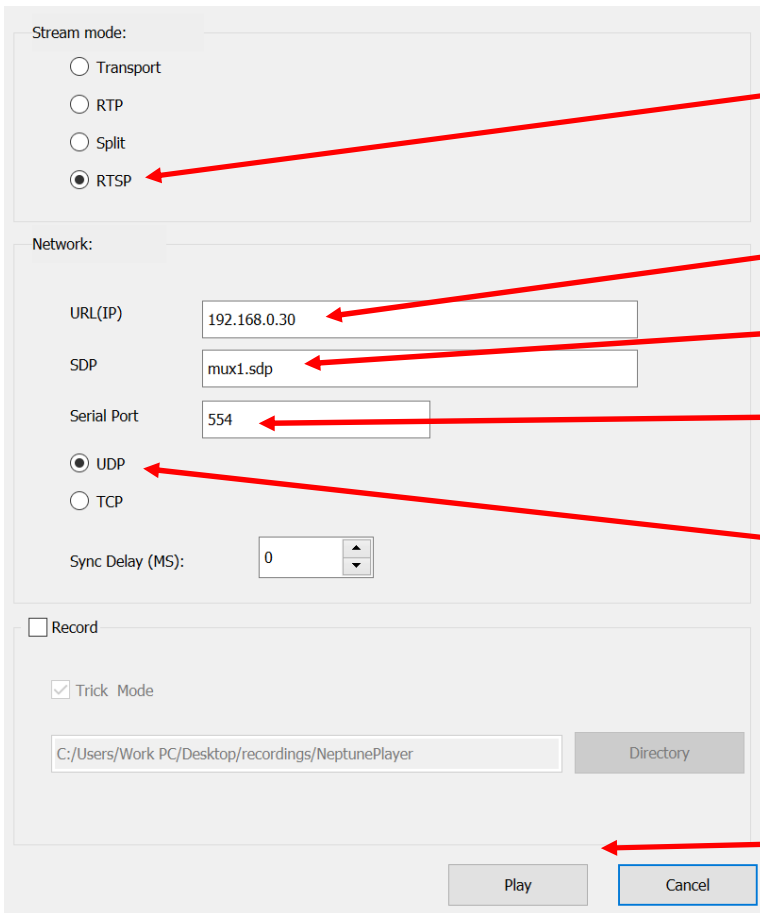 Stream mode:
Transport
RTP
Split
RTSP
Network:
URL(IP) 192.168.0.30
SDP mux1.sdp
Serial Port 554
UDP
TCP
Sync Delay (MS): 0
Record
Trick Mode
C:/Users/Work PC/Desktop/recordings/NeptunePlayer Directory
Play Cancel